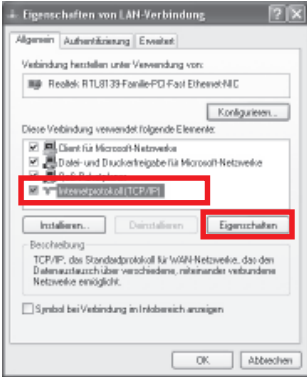 Eigenschaften von LAN-Verbindung
Allgemein Authentifizierung Erweitert
Verbindung herstellen unter Verwendung von:
Realtek RTL8139-Familie-PCI-Fast Ethernet-NIC
Konfigurieren...
Diese Verbindung verwendet folgende Elemente:
Client für Microsoft-Netzwerke
Datei- und Druckerfreigabe für Microsoft-Netzwerke
Internetprotokoll (TCP/IP)
Installieren... Deinstallieren Eigenschaften
Beschreibung
TCP/IP, das Standardprotokoll für WAN-Netzwerke, das den
Datenaustausch über verschiedene, miteinander verbundene
Netzwerke ermöglicht.
Symbol bei Verbindung im Infobereich anzeigen
OK Abbrechen